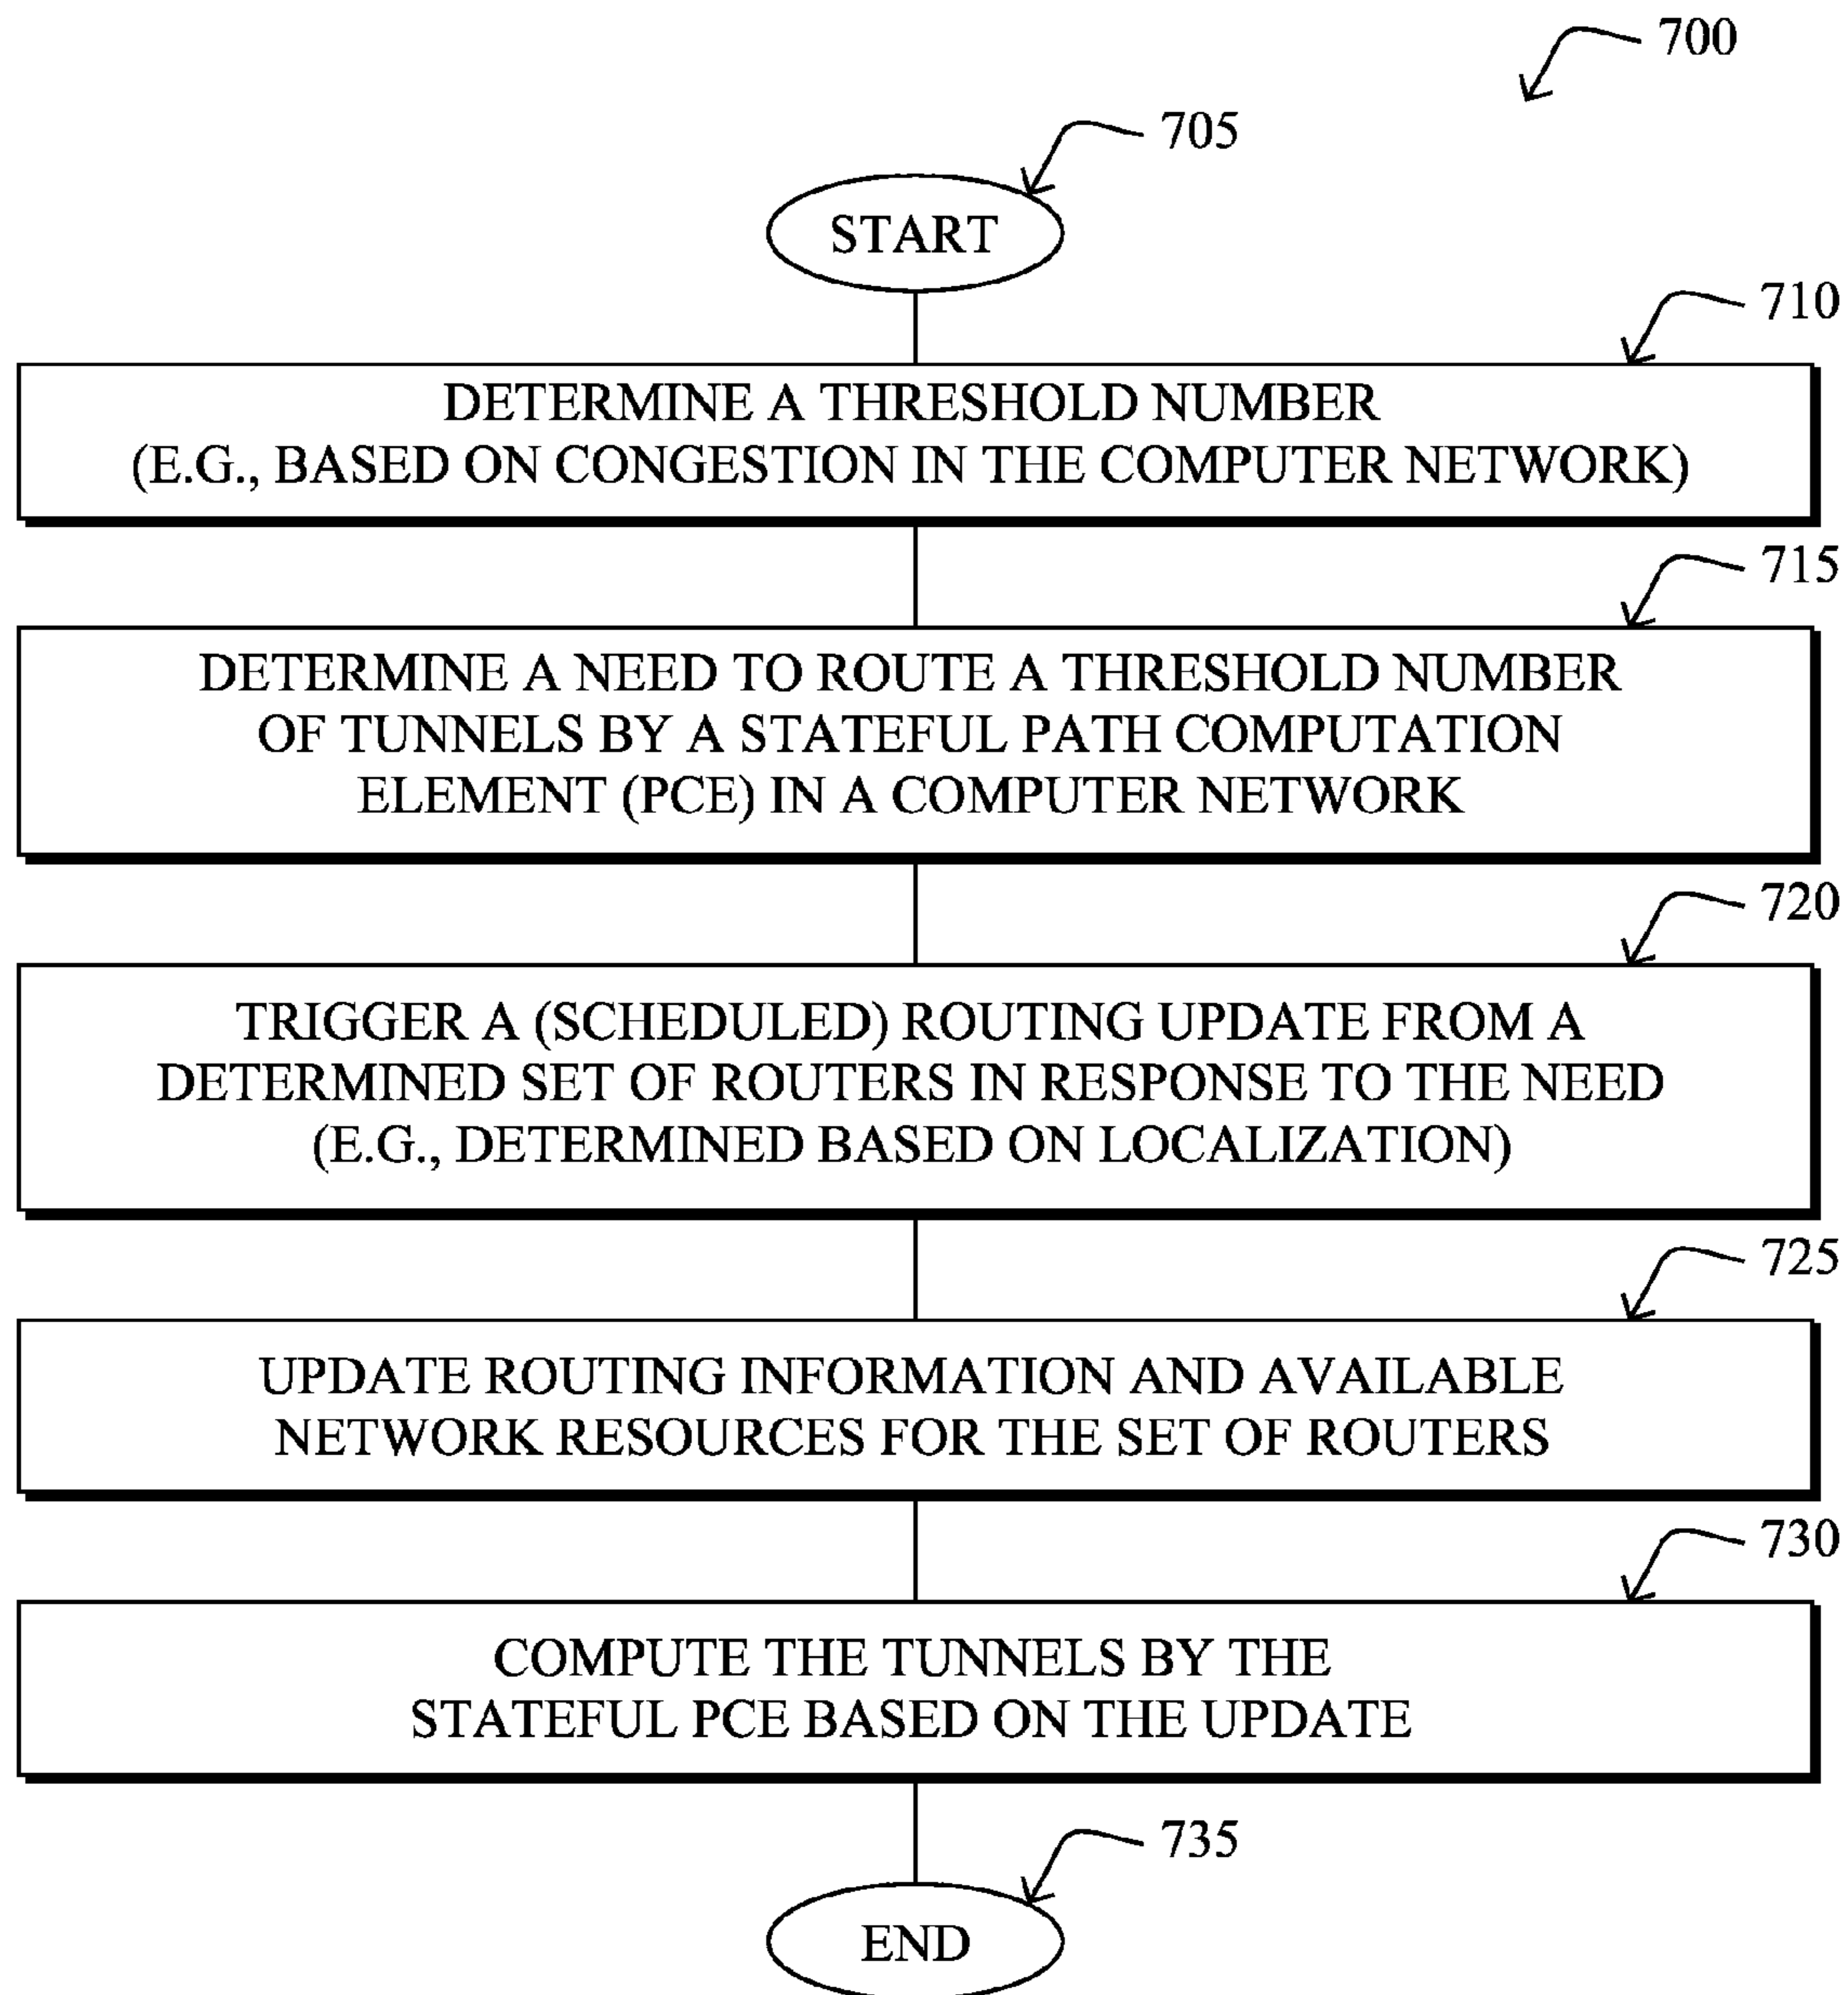 700
705
START
710
DETERMINE A THRESHOLD NUMBER
(E.G., BASED ON CONGESTION IN THE COMPUTER NETWORK)
715
DETERMINE A NEED TO ROUTE A THRESHOLD NUMBER
OF TUNNELS BY A STATEFUL PATH COMPUTATION
ELEMENT (PCE) IN A COMPUTER NETWORK
720
TRIGGER A (SCHEDULED) ROUTING UPDATE FROM A
DETERMINED SET OF ROUTERS IN RESPONSE TO THE NEED
(E.G., DETERMINED BASED ON LOCALIZATION)
725
UPDATE ROUTING INFORMATION AND AVAILABLE
NETWORK RESOURCES FOR THE SET OF ROUTERS
730
COMPUTE THE TUNNELS BY THE
STATEFUL PCE BASED ON THE UPDATE
735
END